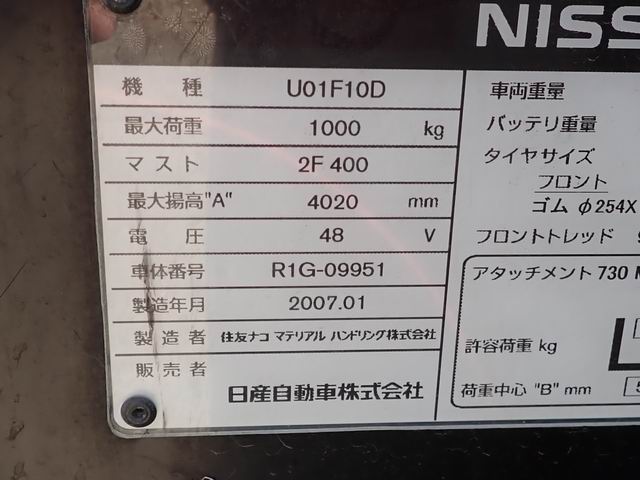 NISS
機種 U01F10D
最大荷重 1000 kg
マスト 2F 400
最大揚高"A" 4020 mm
電圧 48 V
車体番号 R1G-09951
製造年月 2007.01
製造者 住友ナコ マテリアル ハンドリング株式会社
販売者 日産自動車株式会社
車両重量
バッテリ重量
タイヤサイズ
フロント
ゴム φ254X
フロントトレッド
アタッチメント 730
許容荷重 kg
荷重中心 "B" mm